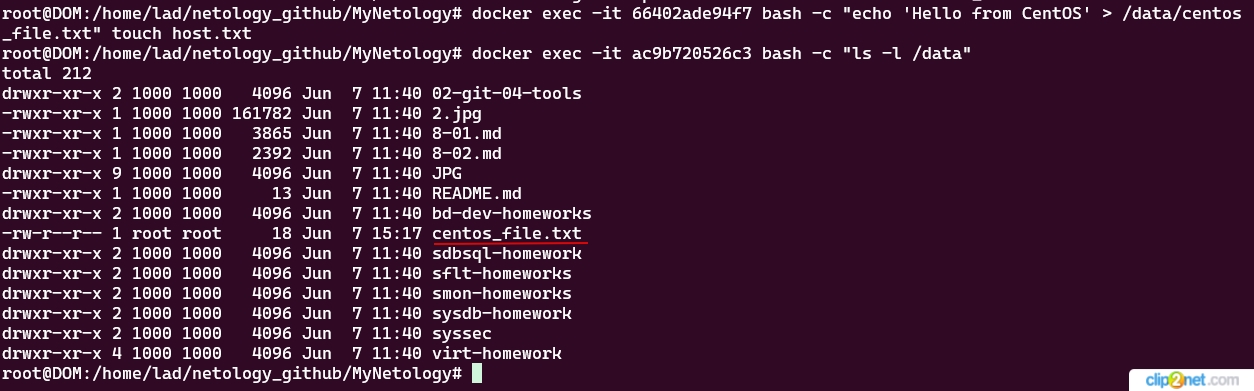 root@DOM:/home/lad/netology_github/MyNetology# docker exec -it 66402ade94f7 bash -c "echo 'Hello from CentOS' > /data/centos
_file.txt" touch host.txt
root@DOM:/home/lad/netology_github/MyNetology# docker exec -it ac9b720526c3 bash -c "ls -l /data"
total 212
drwxr-xr-x 2 1000 1000   4096 Jun  7 11:40 02-git-04-tools
-rwxr-xr-x 1 1000 1000 161782 Jun  7 11:40 2.jpg
-rwxr-xr-x 1 1000 1000   3865 Jun  7 11:40 8-01.md
-rwxr-xr-x 1 1000 1000   2392 Jun  7 11:40 8-02.md
drwxr-xr-x 9 1000 1000   4096 Jun  7 11:40 JPG
-rwxr-xr-x 1 1000 1000     13 Jun  7 11:40 README.md
drwxr-xr-x 2 1000 1000   4096 Jun  7 11:40 bd-dev-homeworks
-rw-r--r-- 1 root root     18 Jun  7 15:17 centos_file.txt
drwxr-xr-x 2 1000 1000   4096 Jun  7 11:40 sdbsql-homework
drwxr-xr-x 2 1000 1000   4096 Jun  7 11:40 sflt-homeworks
drwxr-xr-x 2 1000 1000   4096 Jun  7 11:40 smon-homeworks
drwxr-xr-x 2 1000 1000   4096 Jun  7 11:40 sysdb-homework
drwxr-xr-x 2 1000 1000   4096 Jun  7 11:40 syssec
drwxr-xr-x 4 1000 1000   4096 Jun  7 11:40 virt-homework
root@DOM:/home/lad/netology_github/MyNetology#
clip2net.com